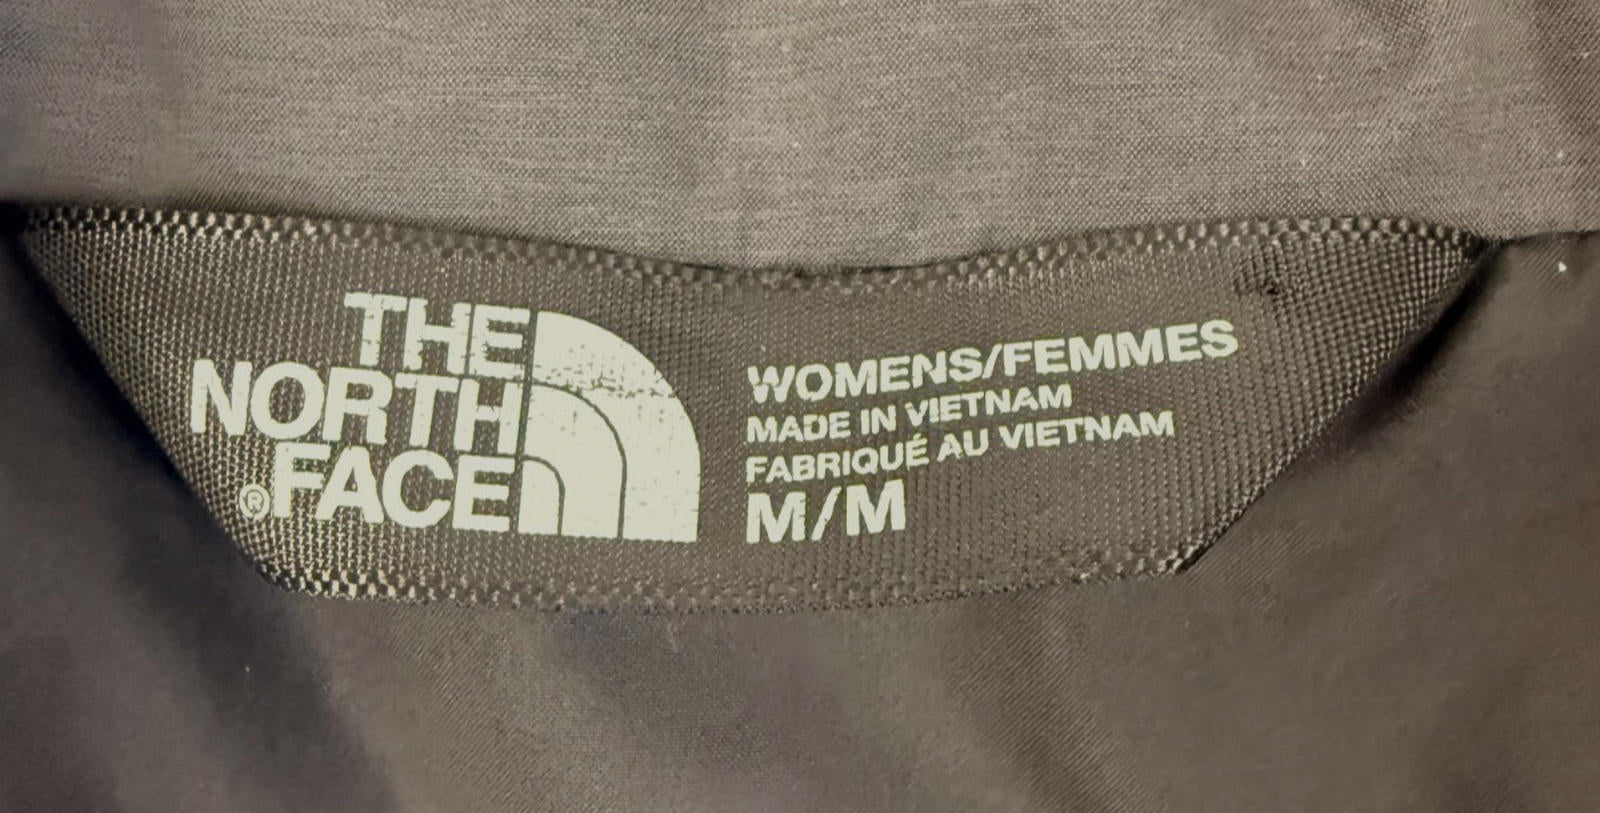 THE
NORTH
®FACE
WOMENS/FEMMES
MADE IN VIETNAM
FABRIQUÉ AU VIETNAM
M/M